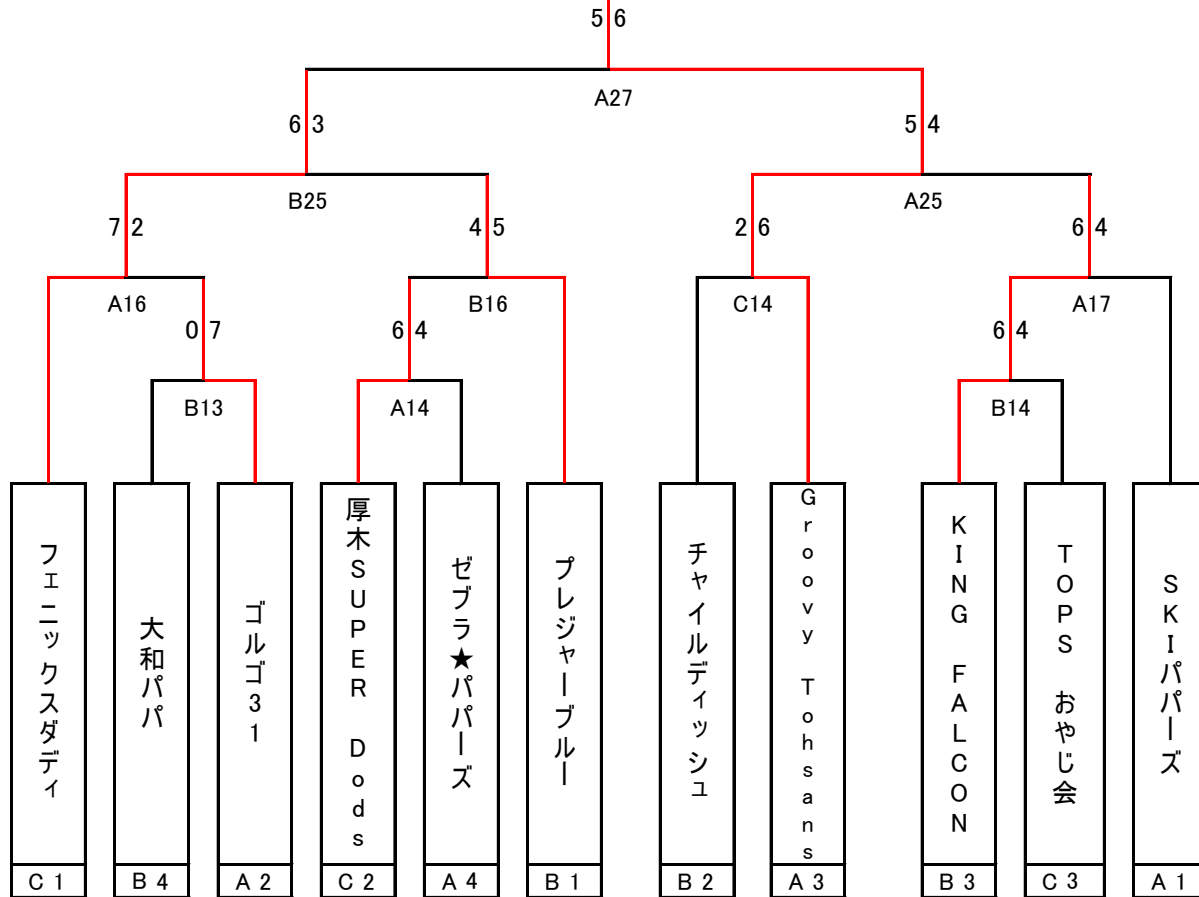 5 6
A27
6 3
5 4
B25
A25
7 2
4 5
2 6
6 4
A16
B16
C14
A17
0 7
6 4
6 4
B13
A14
B14
フェニックスダディ
大和パパ
ゴルゴ31
厚木SUPER Dods
ゼブラ★パパーズ
プレジャーブルー
チャイルディッシュ
Groovy Tohsans
KING FALCON
TOPS おやじ会
SKIパパーズ
C1
B4
A2
C2
A4
B1
B2
A3
B3
C3
A1